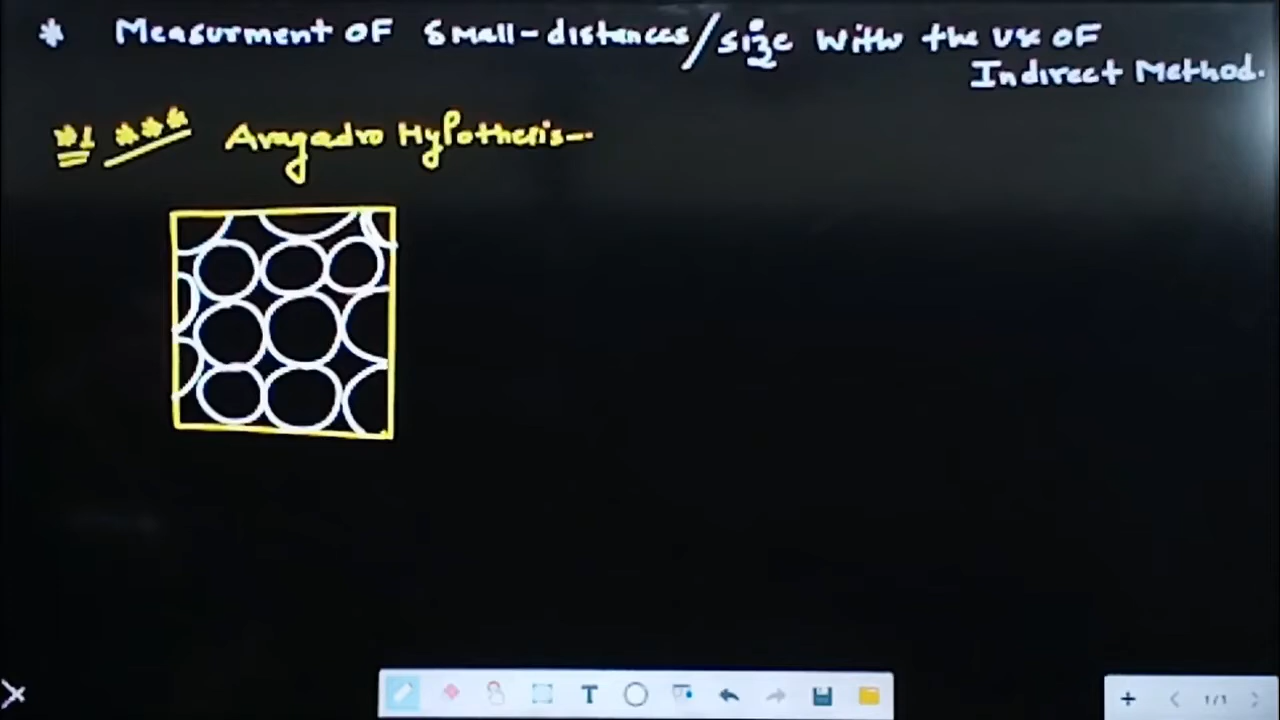 * Measurment OF Small-distances/size With the use OF
Indirect Method.
*1 *** Avagadro Hypothesis-
T
+ < 1/1 >